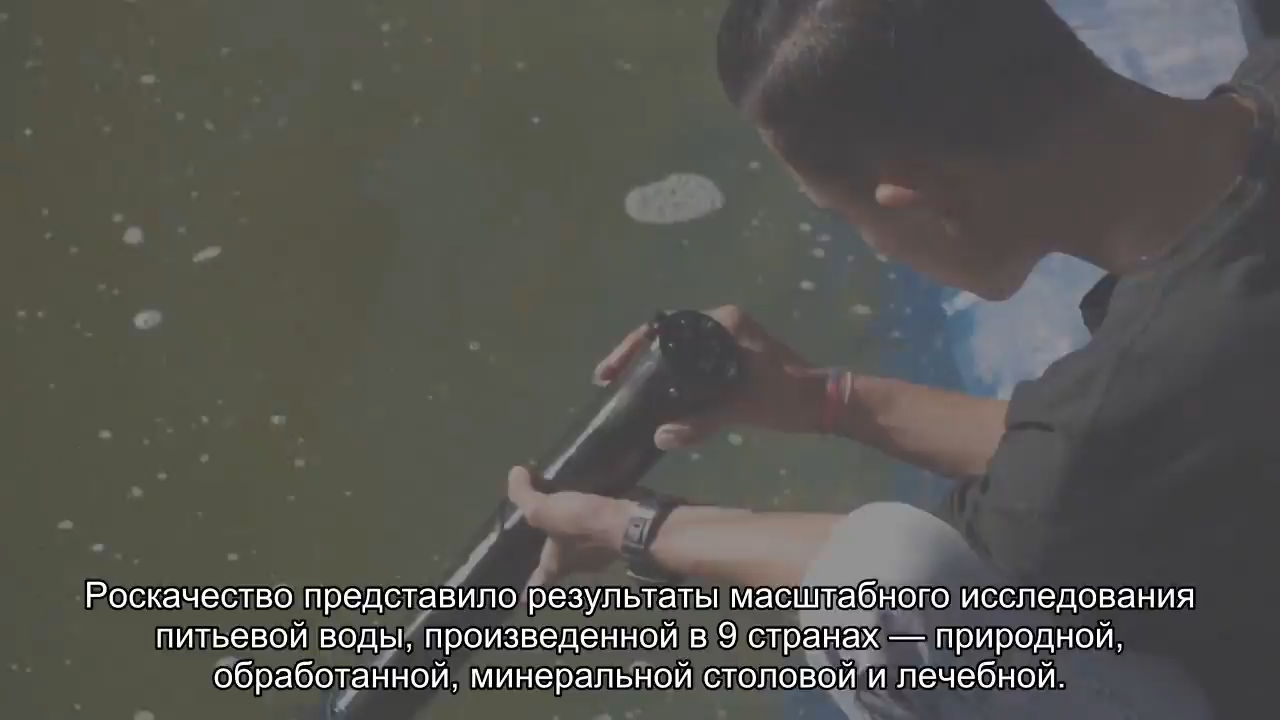 Роскачество представило результаты масштабного исследования
питьевой воды, произведенной в 9 странах — природной,
обработанной, минеральной столовой и лечебной.